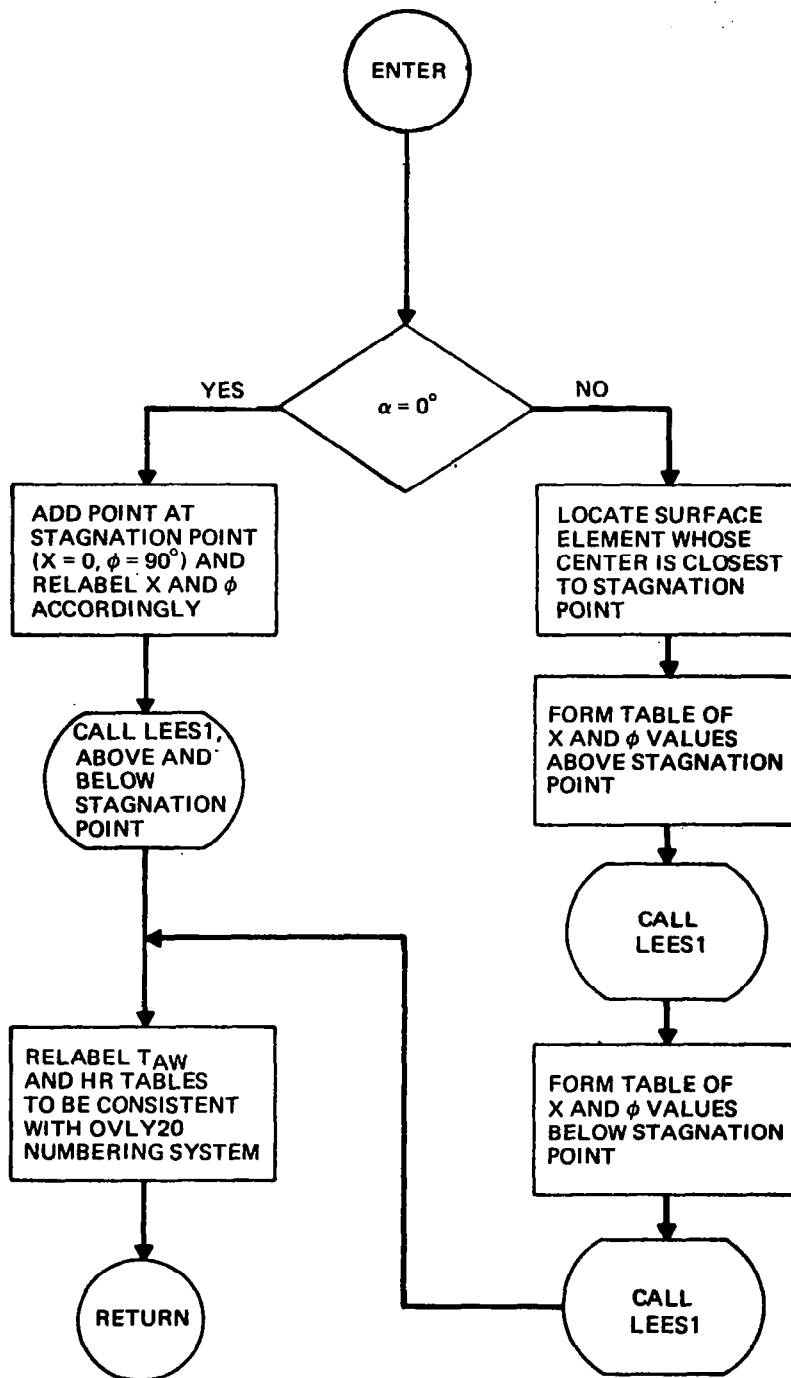 ENTER
α = 0°
YES
NO
ADD POINT AT
STAGNATION POINT
(X = 0, ϕ = 90°) AND
RELABEL X AND ϕ
ACCORDINGLY
CALL LEES1,
ABOVE AND
BELOW
STAGNATION
POINT
RELABEL TAW
AND HR TABLES
TO BE CONSISTENT
WITH OVLY20
NUMBERING SYSTEM
RETURN
LOCATE SURFACE
ELEMENT WHOSE
CENTER IS CLOSEST
TO STAGNATION
POINT
FORM TABLE OF
X AND ϕ VALUES
ABOVE STAGNATION
POINT
CALL
LEES1
FORM TABLE OF
X AND ϕ VALUES
BELOW STAGNATION
POINT
CALL
LEES1